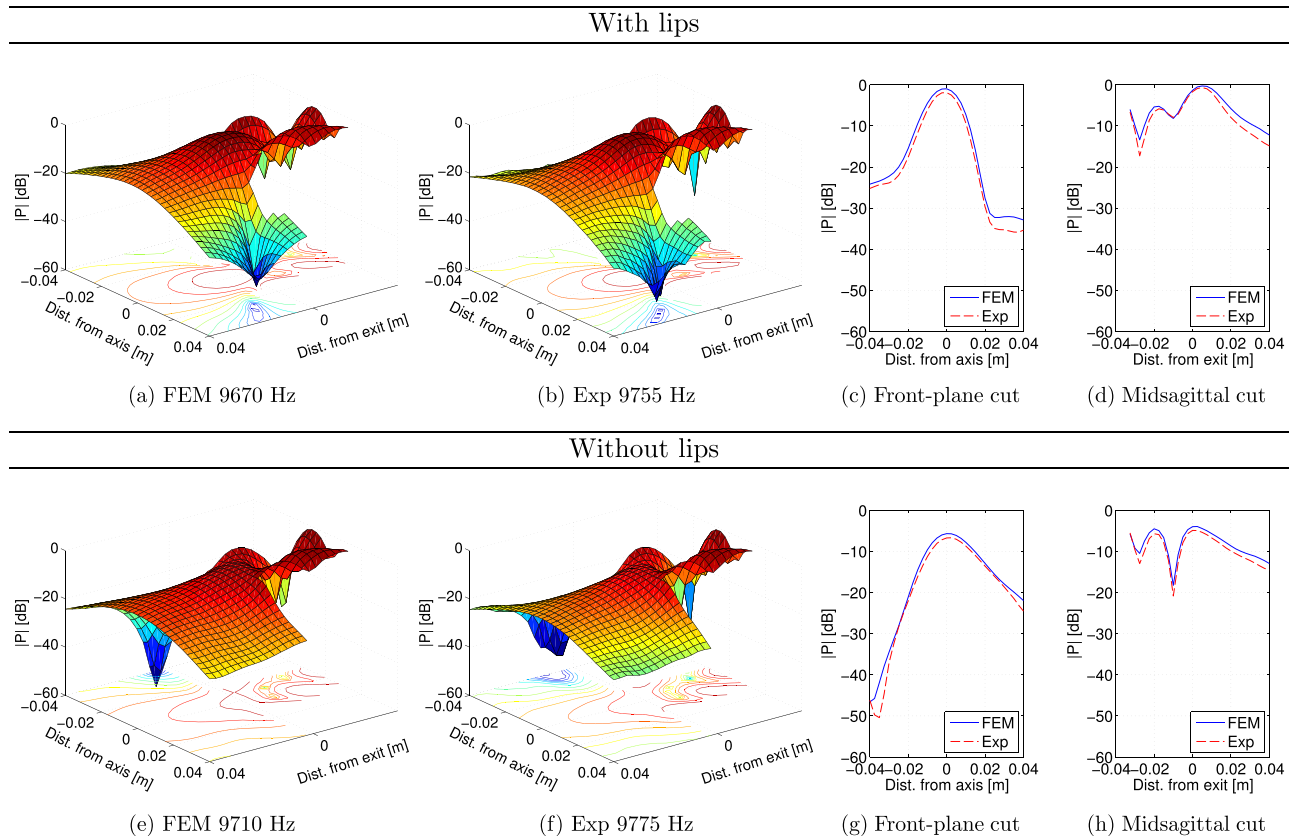 With lips
0
−20
−40
−60
|P| [dB]
−0.04
−0.02
0
0.02
0.04
Dist. from axis [m]
0.04
0
Dist. from exit [m]
(a) FEM 9670 Hz
0
−20
−40
−60
|P| [dB]
−0.04
−0.02
0
0.02
0.04
Dist. from axis [m]
0.04
0
Dist. from exit [m]
(b) Exp 9755 Hz
0
−10
−20
−30
−40
−50
−60
|P| [dB]
FEM
Exp
−0.04 −0.02 0 0.02 0.04
Dist. from axis [m]
(c) Front-plane cut
0
−10
−20
−30
−40
−50
−60
|P| [dB]
FEM
Exp
−0.04 −0.02 0 0.02 0.04
Dist. from exit [m]
(d) Midsagittal cut
Without lips
0
−20
−40
−60
|P| [dB]
−0.04
−0.02
0
0.02
0.04
Dist. from axis [m]
0.04
0
Dist. from exit [m]
(e) FEM 9710 Hz
0
−20
−40
−60
|P| [dB]
−0.04
−0.02
0
0.02
0.04
Dist. from axis [m]
0.04
0
Dist. from exit [m]
(f) Exp 9775 Hz
0
−10
−20
−30
−40
−50
−60
|P| [dB]
FEM
Exp
−0.04 −0.02 0 0.02 0.04
Dist. from axis [m]
(g) Front-plane cut
0
−10
−20
−30
−40
−50
−60
|P| [dB]
FEM
Exp
−0.04 −0.02 0 0.02 0.04
Dist. from exit [m]
(h) Midsagittal cut